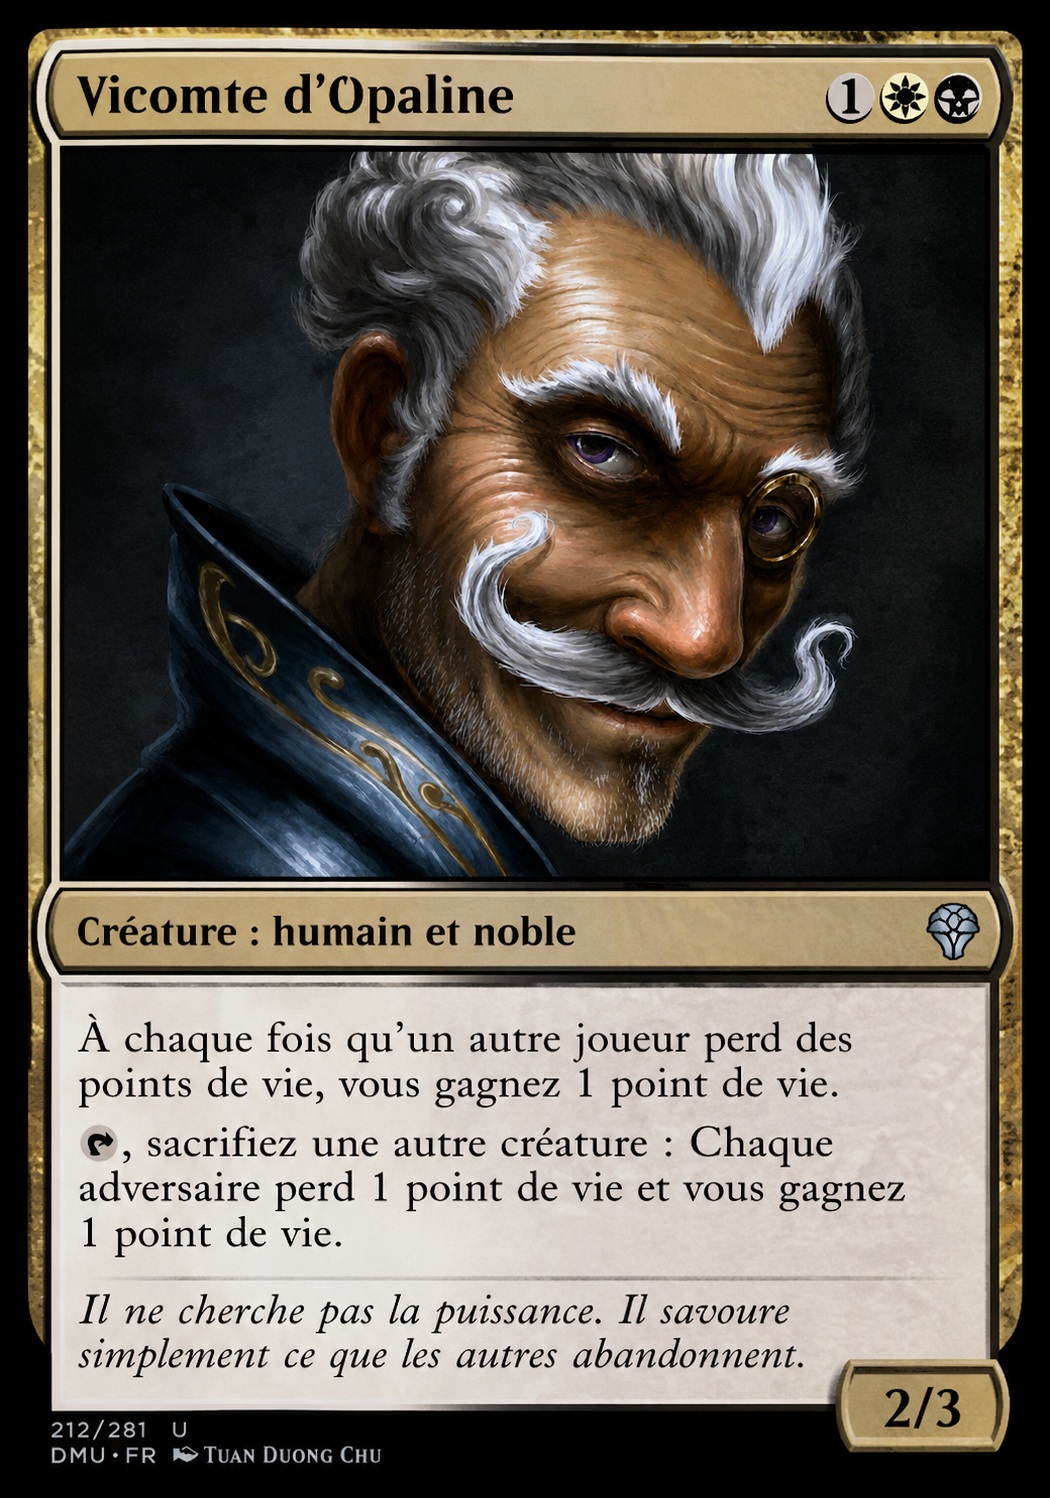 Vicomte d’Opaline 1
Créature : humain et noble
À chaque fois qu’un autre joueur perd des
points de vie, vous gagnez 1 point de vie.
, sacrifiez une autre créature : Chaque
adversaire perd 1 point de vie et vous gagnez
1 point de vie.
Il ne cherche pas la puissance. Il savoure
simplement ce que les autres abandonnent.
2/3
212/281 U
DMU • FR TUAN DUONG CHU